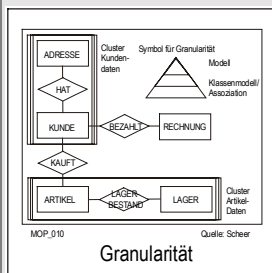 ADRESSE
Cluster
Kunden-
daten
Symbol für Granularität
Modell
Klassenmodell/
Assoziation
HAT
KUNDE
BEZAHLT
RECHNUNG
KAUFT
ARTIKEL
LAGER
BESTAND
LAGER
Cluster
Artikel-
Daten
MOP_010
Quelle: Scheer
Granularität